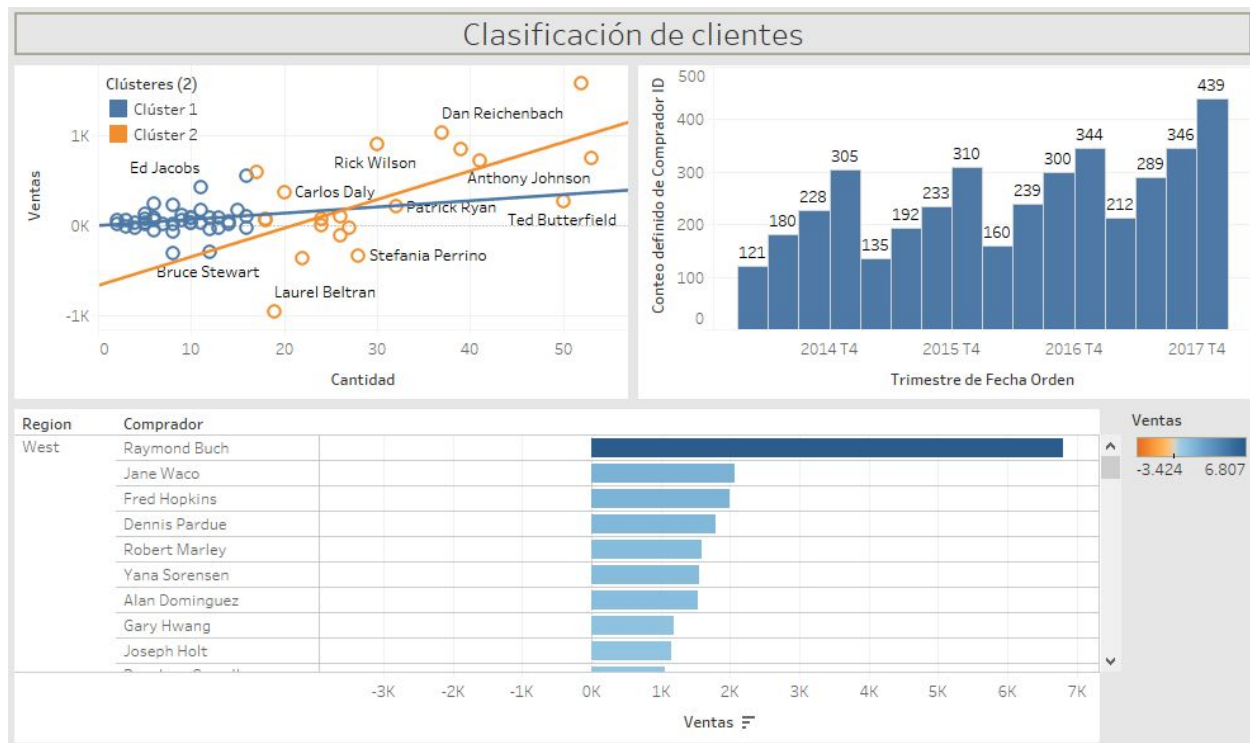 Clasificación de clientes
Clústeres (2)
Clúster 1
Clúster 2
Ventas
1K
0K
-1K
Dan Reichenbach
Ed Jacobs
Rick Wilson
Anthony Johnson
Carlos Daly
Patrick Ryan
Ted Butterfield
Stefania Perrino
Bruce Stewart
Laurel Beltran
0 10 20 30 40 50
Cantidad
Conteo definido de Comprador ID
500
400
300
200
100
0
121 180 228 305 135 192 233 310 160 239 300 344 212 289 346 439
2014 T4 2015 T4 2016 T4 2017 T4
Trimestre de Fecha Orden
Region Comprador
West Raymond Buch
Jane Waco
Fred Hopkins
Dennis Pardue
Robert Marley
Yana Sorensen
Alan Dominguez
Gary Hwang
Joseph Holt
-3K -2K -1K 0K 1K 2K 3K 4K 5K 6K 7K
Ventas
Ventas
-3.424 6.807